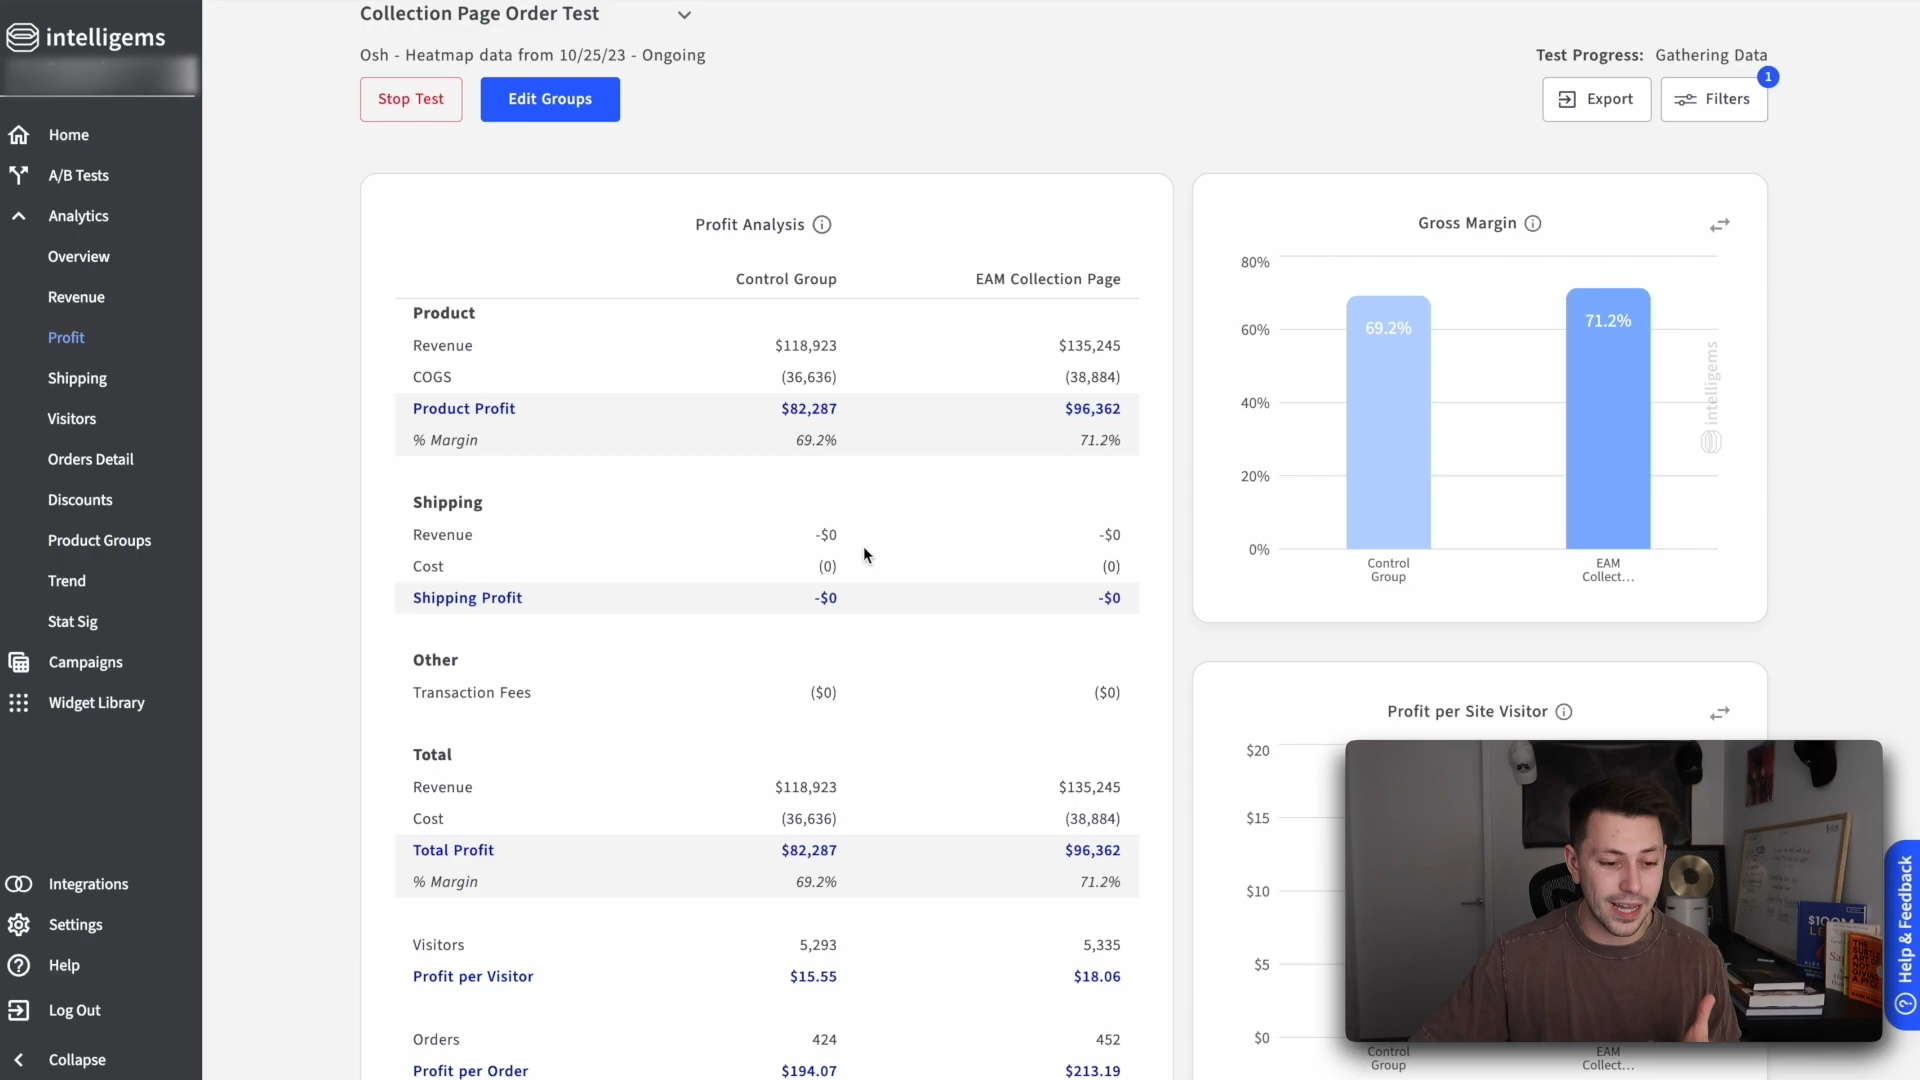 intelligems
Home
A/B Tests
Analytics
Overview
Revenue
Profit
Shipping
Visitors
Orders Detail
Discounts
Product Groups
Trend
Stat Sig
Campaigns
Widget Library
Integrations
Settings
Help
Log Out
Collapse
Collection Page Order Test
Osh - Heatmap data from 10/25/23 - Ongoing
Stop Test
Edit Groups
Test Progress: Gathering Data
Export
Filters
1
Profit Analysis
Control Group EAM Collection Page
Product
Revenue $118,923 $135,245
COGS (36,636) (38,884)
Product Profit $82,287 $96,362
% Margin 69.2% 71.2%
Shipping
Revenue -$0 -$0
Cost (0) (0)
Shipping Profit -$0 -$0
Other
Transaction Fees ($0) ($0)
Total
Revenue $118,923 $135,245
Cost (36,636) (38,884)
Total Profit $82,287 $96,362
% Margin 69.2% 71.2%
Visitors 5,293 5,335
Profit per Visitor $15.55 $18.06
Orders 424 452
Profit per Order $194.07 $213.19
Gross Margin
80%
60%
40%
20%
0%
69.2%
71.2%
intelligems
Control
Group
EAM
Collect...
Profit per Site Visitor
$20
$15
$10
$5
$0
Control
Group
EAM
Collect...
$100M
THE
SUBTLE
ART OF
NOT
GIVING
Help & Feedback